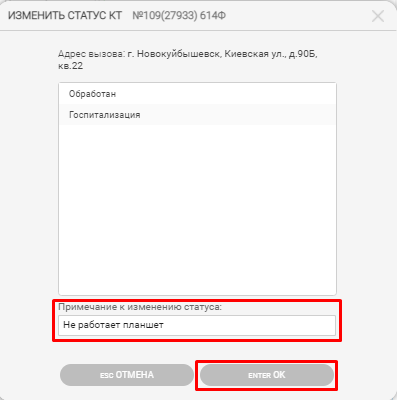 ИЗМЕНИТЬ СТАТУС КТ №109(27933) 614Ф
Адрес вызова: г. Новокуйбышевск, Киевская ул., д.90Б,
кв.22
Обработан
Госпитализация
Примечание к изменению статуса:
Не работает планшет
ESC ОТМЕНА
ENTER ОК